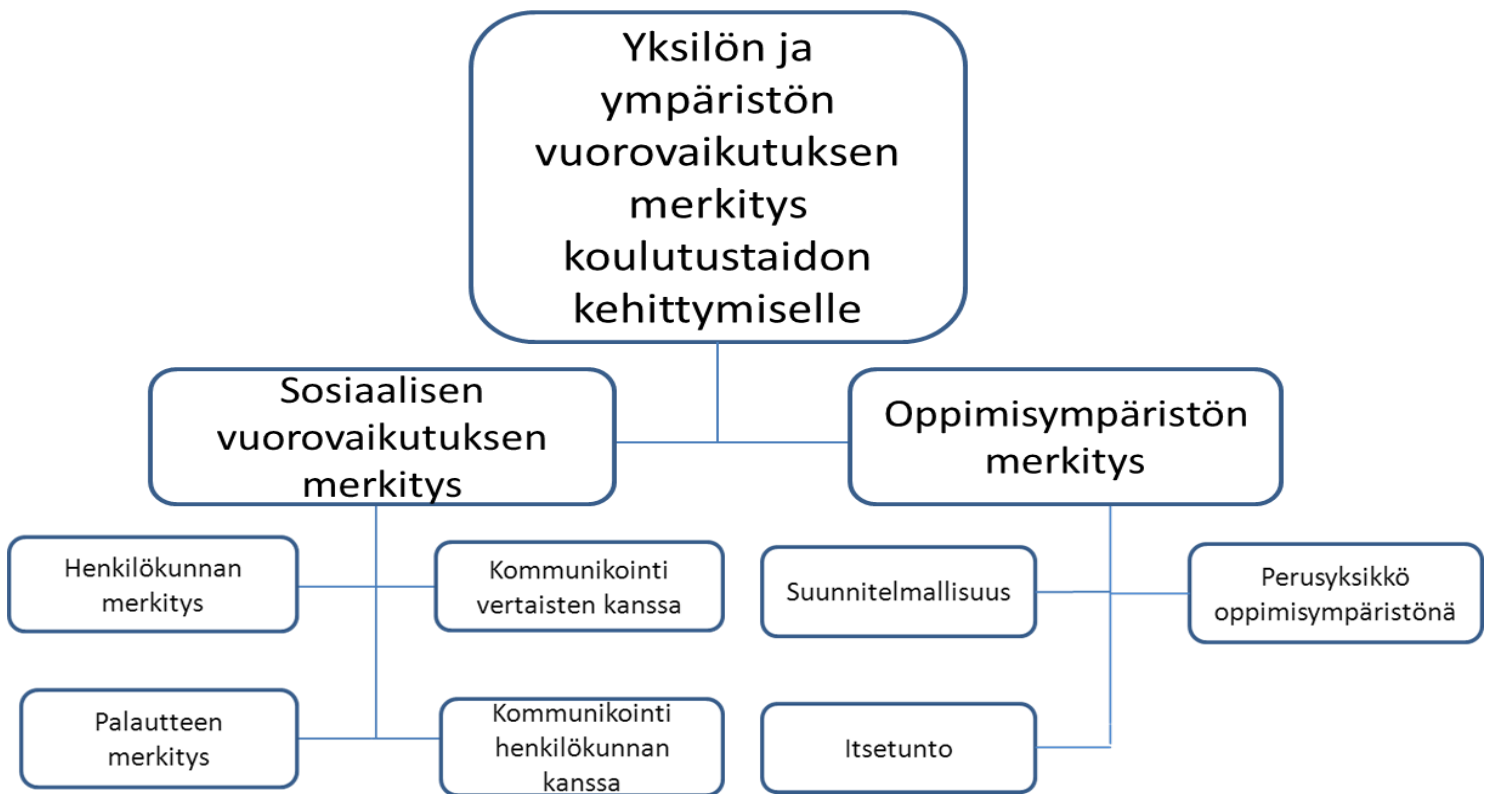 Yksilön ja
ympäristön
vuorovaikutuksen
merkitys
koulutustaidon
kehittymiselle
Sosiaalisen
vuorovaikutuksen
merkitys
Oppimisympäristön
merkitys
Henkilökunnan
merkitys
Kommunikointi
vertaisten kanssa
Suunnitelmallisuus
Perusyksikkö
oppimisympäristönä
Palautteen
merkitys
Kommunikointi
henkilökunnan
kanssa
Itsetunto